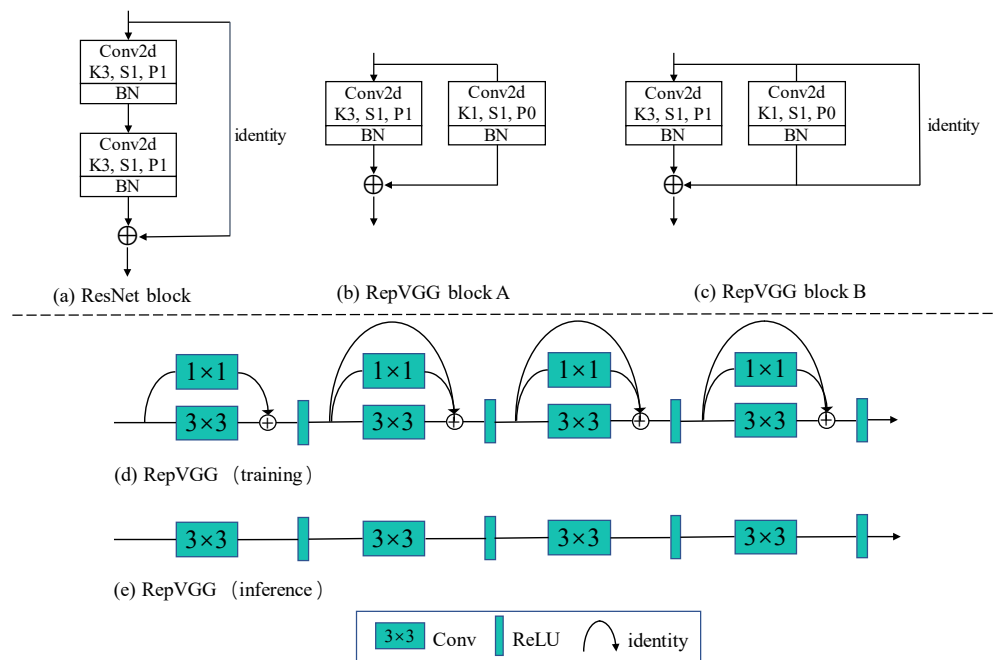 Conv2d
K3, S1, P1
BN
Conv2d
K3, S1, P1
BN
identity
(a) ResNet block
Conv2d
K3, S1, P1
BN
Conv2d
K1, S1, P0
BN
(b) RepVGG block A
Conv2d
K3, S1, P1
BN
Conv2d
K1, S1, P0
BN
identity
(c) RepVGG block B
1×1 1×1 1×1 1×1
3×3 3×3 3×3 3×3
(d) RepVGG （training）
3×3 3×3 3×3 3×3
(e) RepVGG （inference）
3×3 Conv ReLU identity